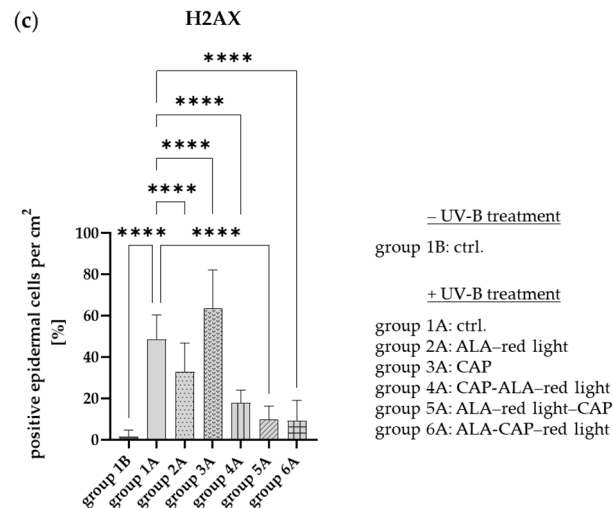 (c)
H2AX
****
****
****
****
**** ****
positive epidermal cells per cm²
[%]
100
80
60
40
20
0
group 1B
group 1A
group 2A
group 3A
group 4A
group 5A
group 6A
– UV-B treatment
group 1B: ctrl.
+ UV-B treatment
group 1A: ctrl.
group 2A: ALA–red light
group 3A: CAP
group 4A: CAP-ALA–red light
group 5A: ALA–red light–CAP
group 6A: ALA-CAP–red light